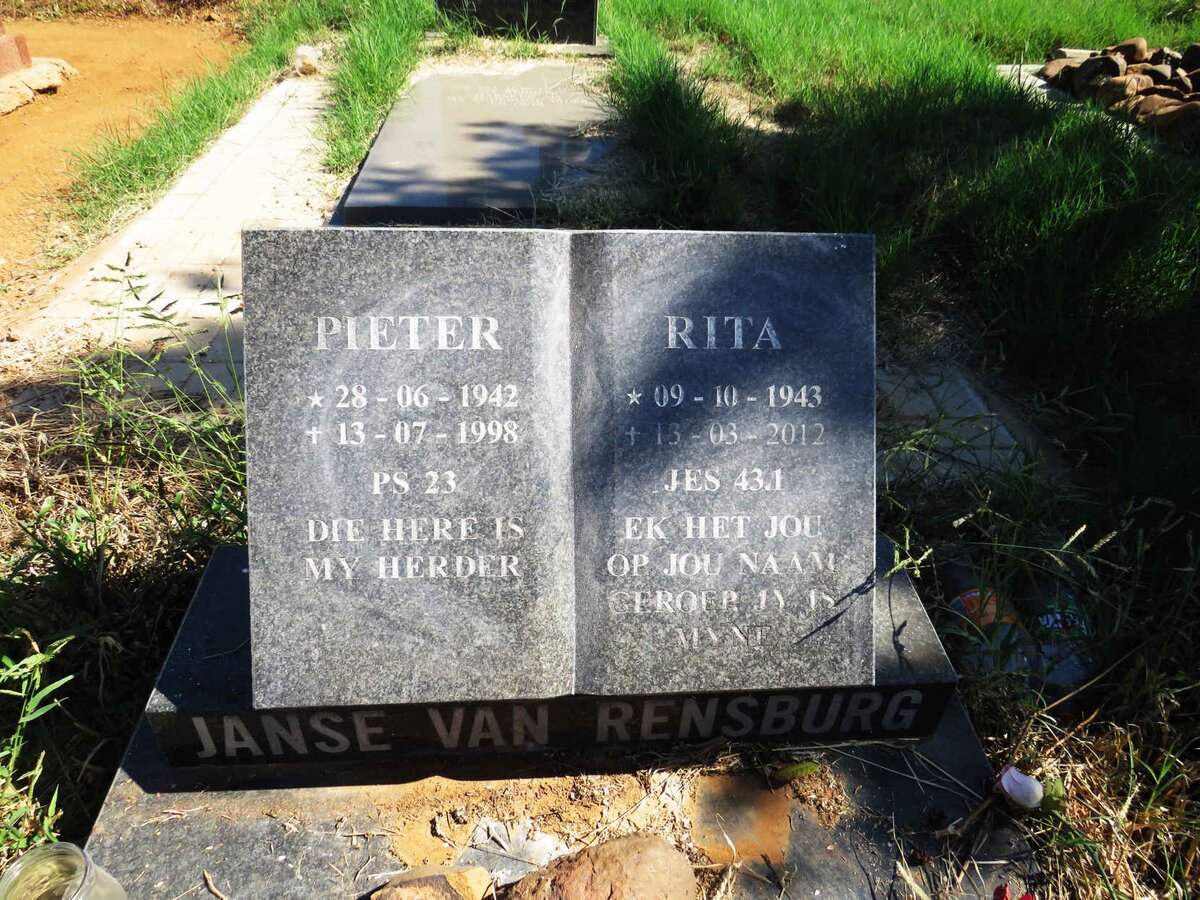 PIETER
★ 28 - 06 - 1942
✝ 13 - 07 - 1998
PS 23
DIE HERE IS
MY HERDER
RITA
★ 09 - 10 - 1943
✝ 13 - 03 - 2012
JES 43.1
EK HET JOU
OP JOU NAAM
GEROEP, JY IS
MYNE
JANSE VAN RENSBURG